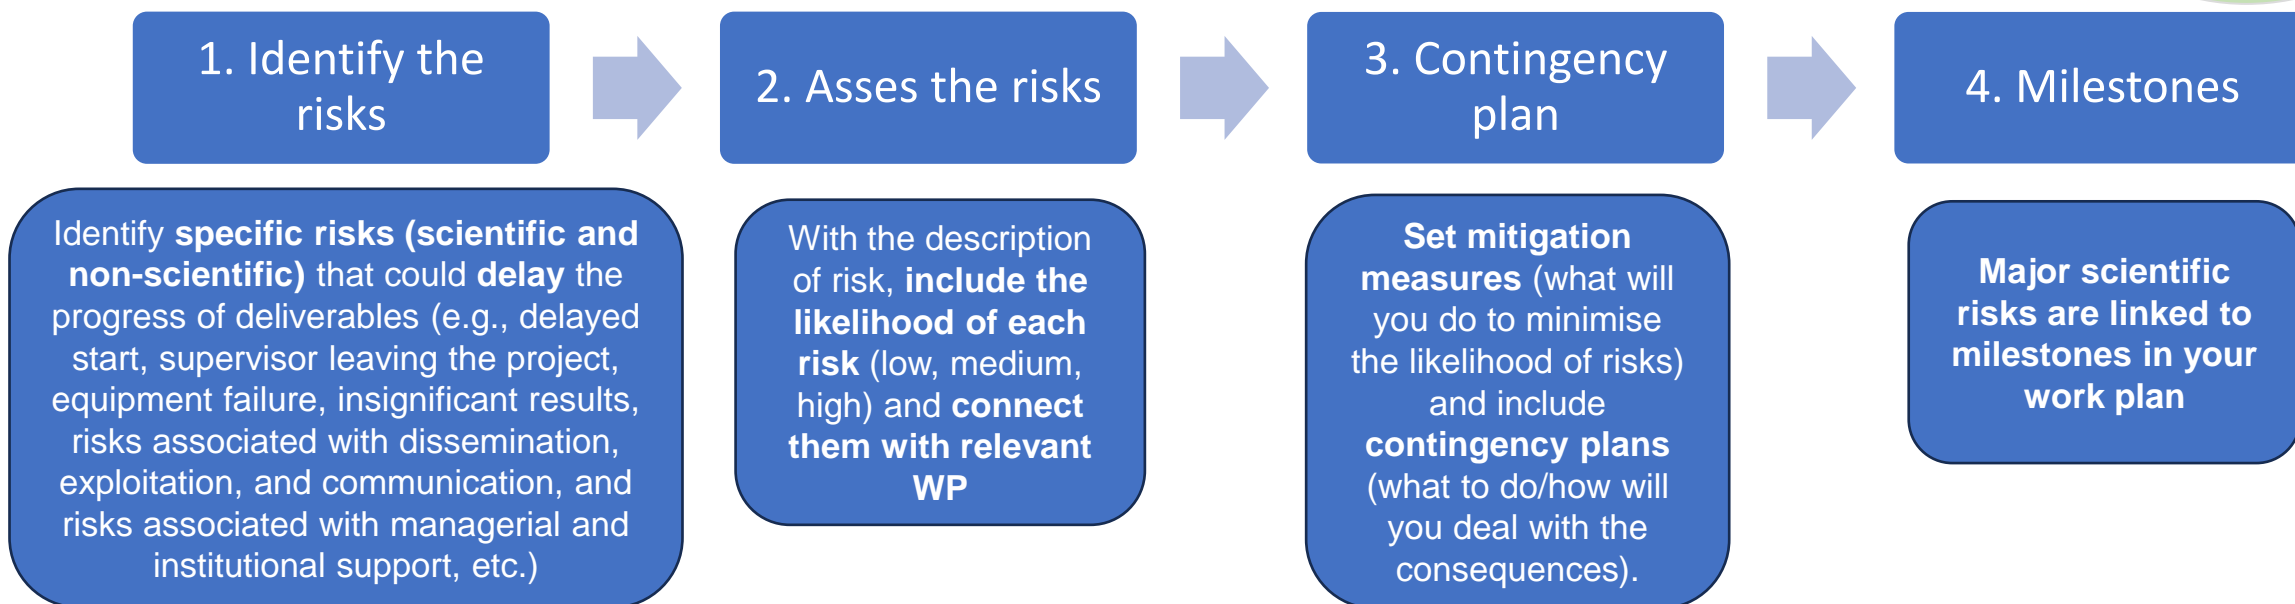 1. Identify the
risks
2. Asses the risks
3. Contingency
plan
4. Milestones
Identify specific risks (scientific and
non-scientific) that could delay the
progress of deliverables (e.g., delayed
start, supervisor leaving the project,
equipment failure, insignificant results,
risks associated with dissemination,
exploitation, and communication, and
risks associated with managerial and
institutional support, etc.)
With the description
of risk, include the
likelihood of each
risk (low, medium,
high) and connect
them with relevant
WP
Set mitigation
measures (what will
you do to minimise
the likelihood of risks)
and include
contingency plans
(what to do/how will
you deal with the
consequences).
Major scientific
risks are linked to
milestones in your
work plan